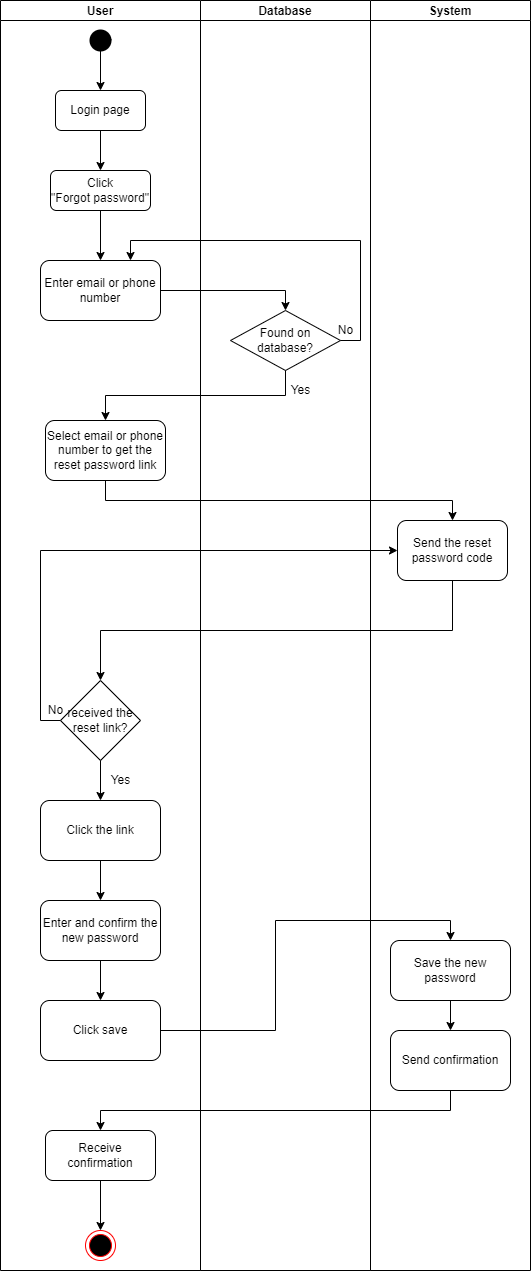 User
Database
System
Login page
Click
"Forgot password"
Enter email or phone
number
Found on
database?
No
Yes
Select email or phone
number to get the
reset password link
Send the reset
password code
No
received the
reset link?
Yes
Click the link
Enter and confirm the
new password
Save the new
password
Click save
Send confirmation
Receive
confirmation